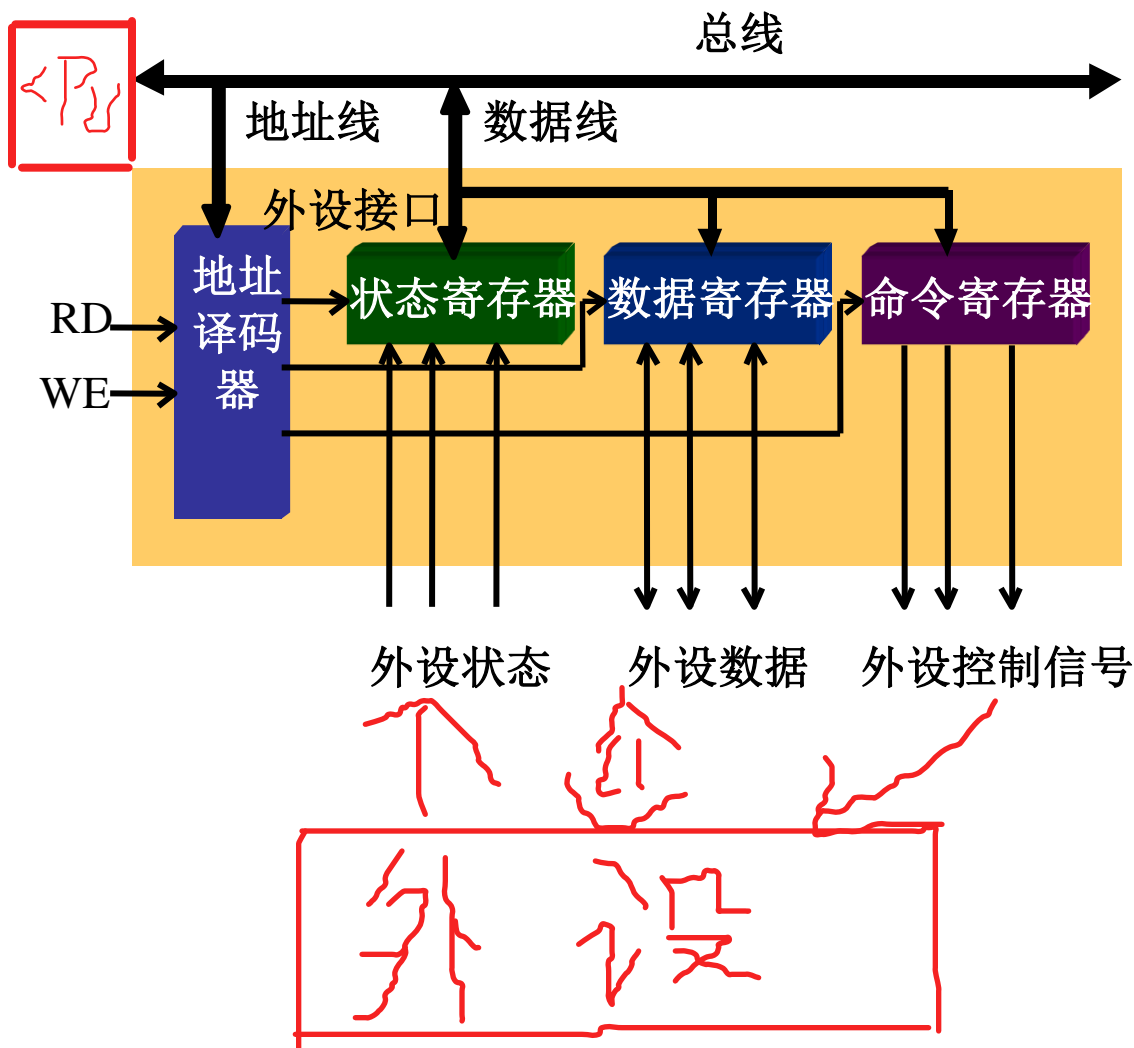 总线
地址线 数据线
外设接口
地址
译码
器
状态寄存器 数据寄存器 命令寄存器
RD
WE
外设状态 外设数据 外设控制信号
外设